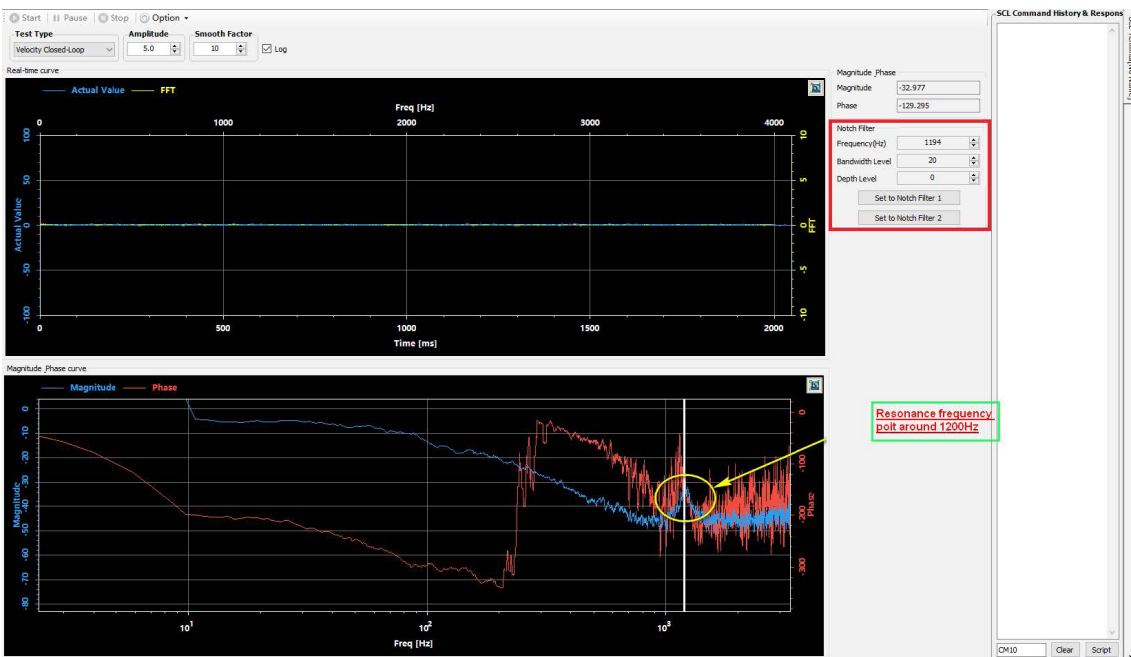 Start
Pause
Stop
Option
SCL Command History & Respons
Test Type
Amplitude
Smooth Factor
Velocity Closed-Loop
5.0
10
Log
Real-time curve
Magnitude_Phase
Actual Value
FFT
Magnitude
-32.977
Phase
-129.295
Freq [Hz]
0
1000
2000
3000
4000
Notch Filter
Frequency(Hz)
1194
Bandwidth Level
20
Depth Level
0
Set to Notch Filter 1
Set to Notch Filter 2
100
50
0
-50
-100
Actual Value
10
5
0
-5
-10
FFT
0
500
1000
1500
2000
Time [ms]
Magnitude_Phase curve
Magnitude
Phase
Resonance frequency
poit around 1200Hz
0
-10
-20
-30
-40
-50
-60
-70
-80
Magnitude
0
-100
-200
-300
Phase
10¹
10²
10³
Freq [Hz]
CM10
Clear
Script